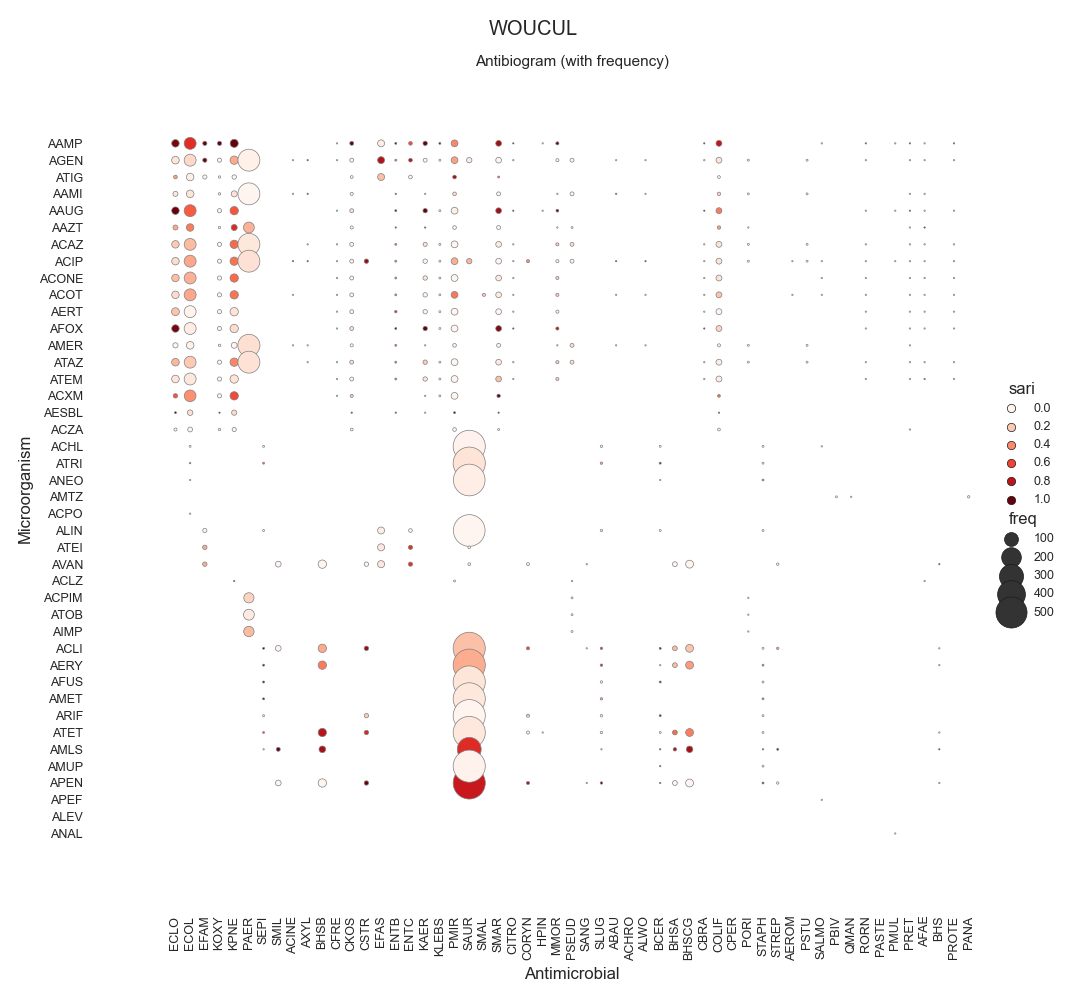 WOUCUL
Antibiogram (with frequency)
AAMP
AGEN
ATIG
AAMI
AAUG
AAZT
ACAZ
ACIP
ACONE
ACOT
AERT
AFOX
AMER
ATAZ
ATEM
ACXM
AESBL
ACZA
ACHL
ATRI
ANEO
AMTZ
ACPO
ALIN
ATEI
AVAN
ACLZ
ACPIM
ATOB
AIMP
ACLI
AERY
AFUS
AMET
ARIF
ATET
AMLS
AMUP
APEN
APEF
ALEV
ANAL
Microorganism
sari
0.0
0.2
0.4
0.6
0.8
1.0
freq
100
200
300
400
500
ECLO
ECOL
EFAM
KOXY
KPNE
PAER
SEPI
SMIL
ACINE
AXYL
BHSB
CFRE
CKOS
CSTR
EFAS
ENTB
ENTC
KAER
KLEBS
PMIR
SAUR
SMAL
SMAR
CITRO
CORYN
HPIN
MMOR
PSEUD
SANG
SLUG
ABAU
ACHRO
ALWO
BCER
BHSA
BHSCG
CBRA
COLIF
CPER
PORI
STAPH
STREP
AEROM
PSTU
SALMO
PBIV
QMAN
RORN
PASTE
PMUL
PRET
AFAE
BHS
PROTE
PANA
Antimicrobial